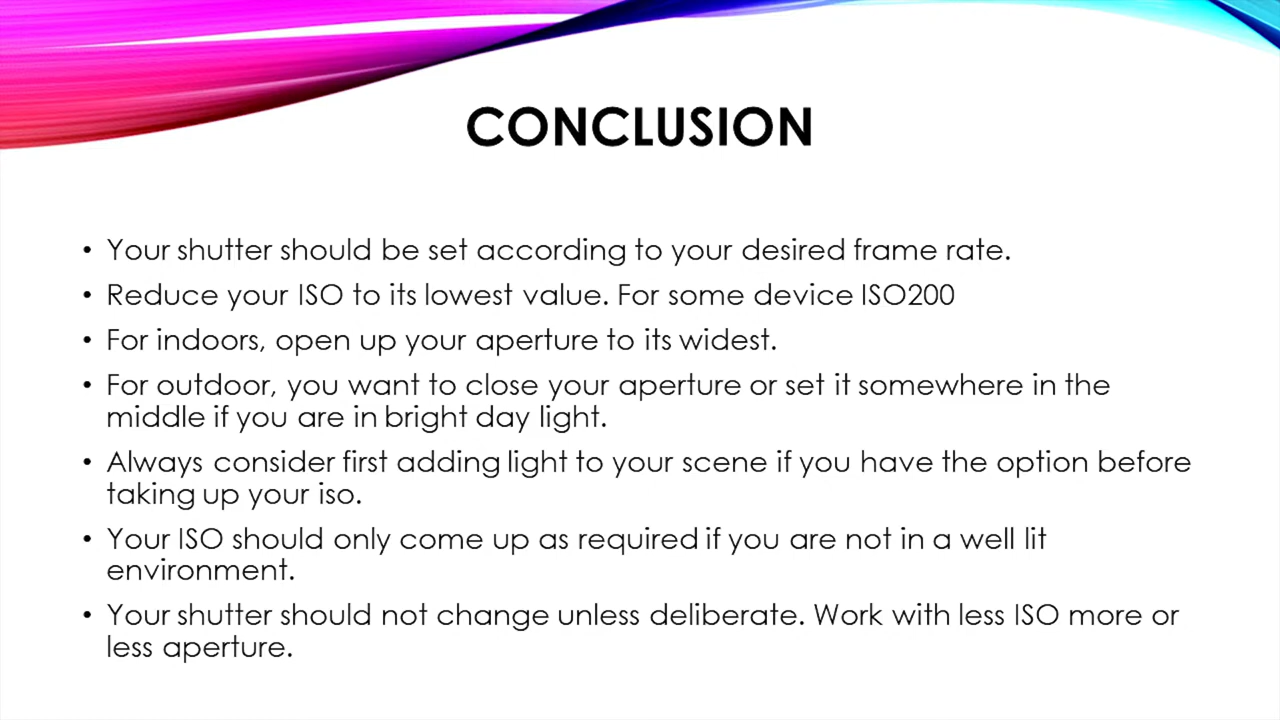 CONCLUSION
• Your shutter should be set according to your desired frame rate.
• Reduce your ISO to its lowest value. For some device ISO200
• For indoors, open up your aperture to its widest.
• For outdoor, you want to close your aperture or set it somewhere in the
middle if you are in bright day light.
• Always consider first adding light to your scene if you have the option before
taking up your iso.
• Your ISO should only come up as required if you are not in a well lit
environment.
• Your shutter should not change unless deliberate. Work with less ISO more or
less aperture.